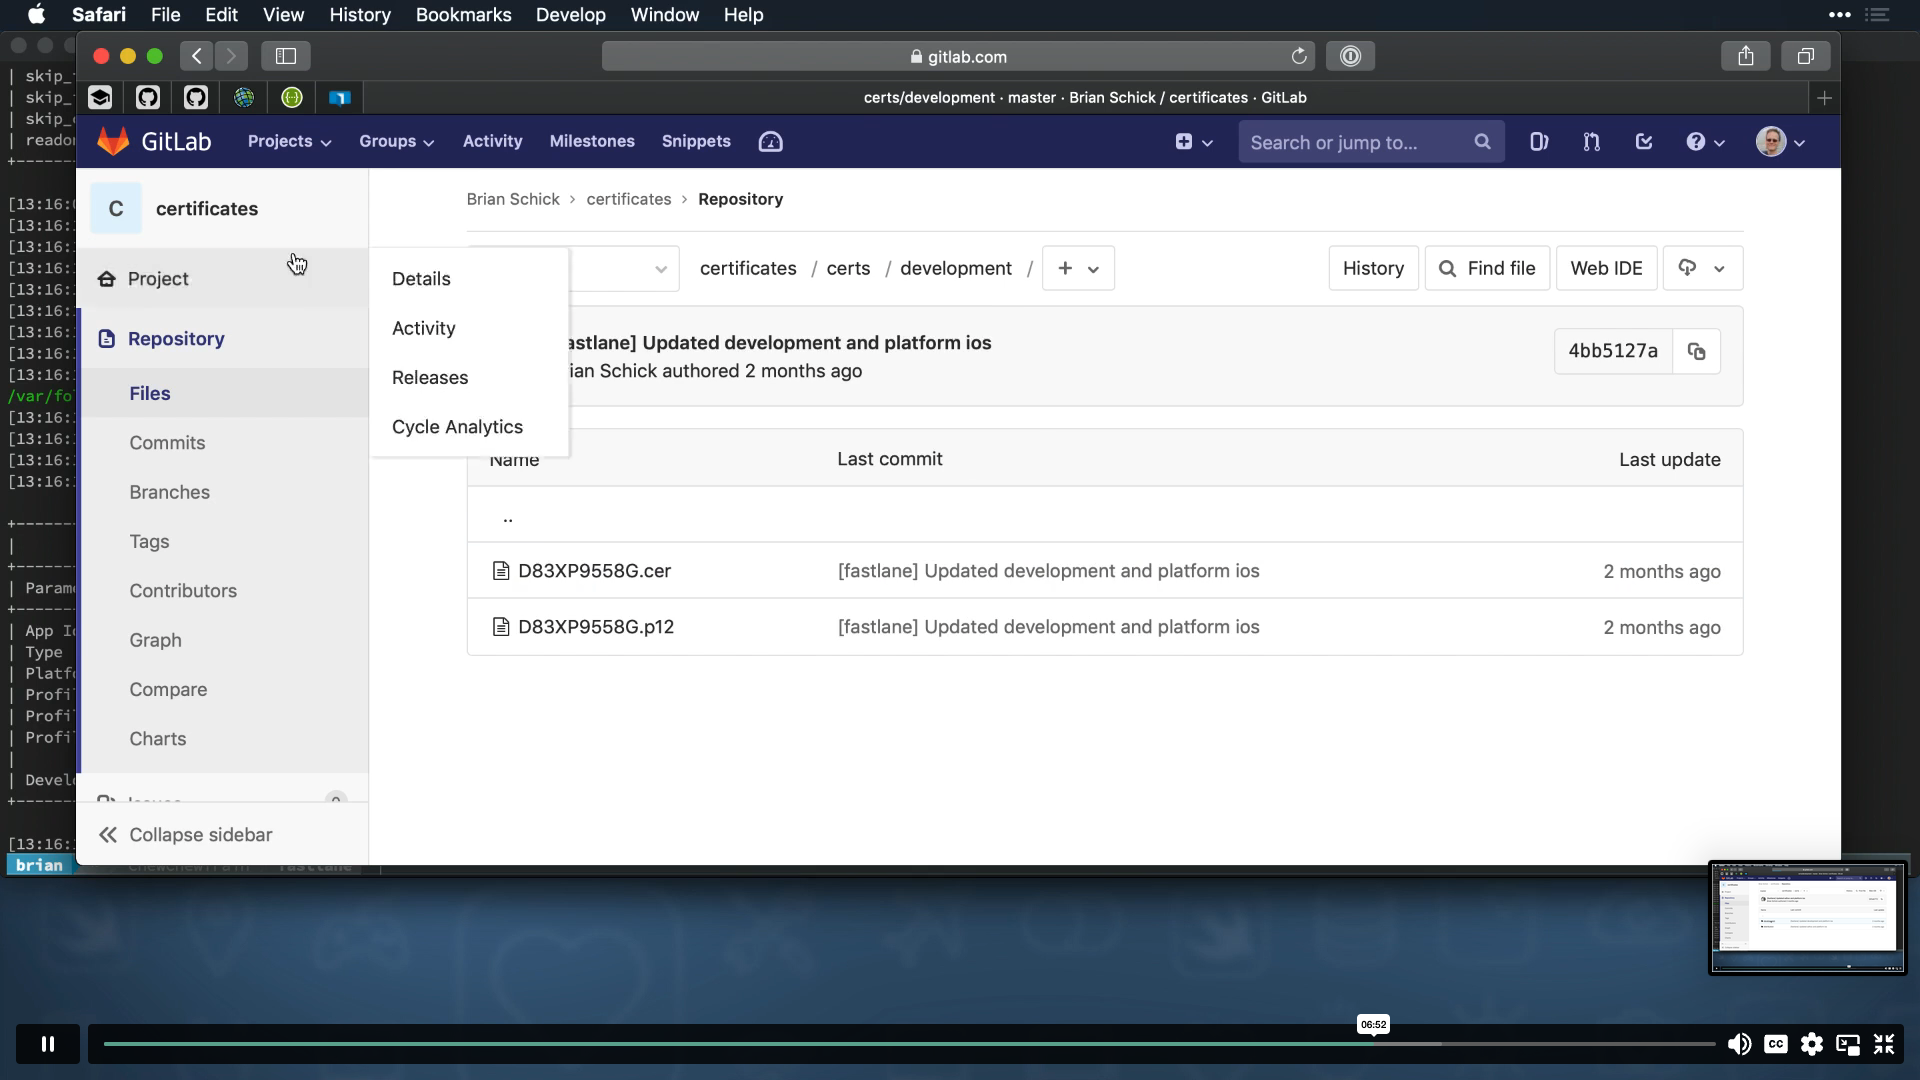 Safari File Edit View History Bookmarks Develop Window Help
gitlab.com
certs/development · master · Brian Schick / certificates · GitLab
GitLab Projects Groups Activity Milestones Snippets Search or jump to...
C certificates
Brian Schick > certificates > Repository
Project
Details
certificates / certs / development / +
History Find file Web IDE
Activity
Repository
astlane] Updated development and platform ios
4bb5127a
ian Schick authored 2 months ago
Releases
Files
Cycle Analytics
Commits
Name Last commit Last update
Branches
..
Tags
D83XP9558G.cer [fastlane] Updated development and platform ios 2 months ago
Contributors
D83XP9558G.p12 [fastlane] Updated development and platform ios 2 months ago
Graph
Compare
Charts
Collapse sidebar
| skip_
| skip_
| skip_
| reado
[13:16:
[13:16:
[13:16:
[13:16:
[13:16:
[13:16:
[13:16:
[13:16:
[13:16:
/var/fo
[13:16:
[13:16:
[13:16:
[13:16:
| Param
| App I
| Type
| Platf
| Profi
| Profi
| Profi
| Devel
[13:16:
brian
06:52
CC